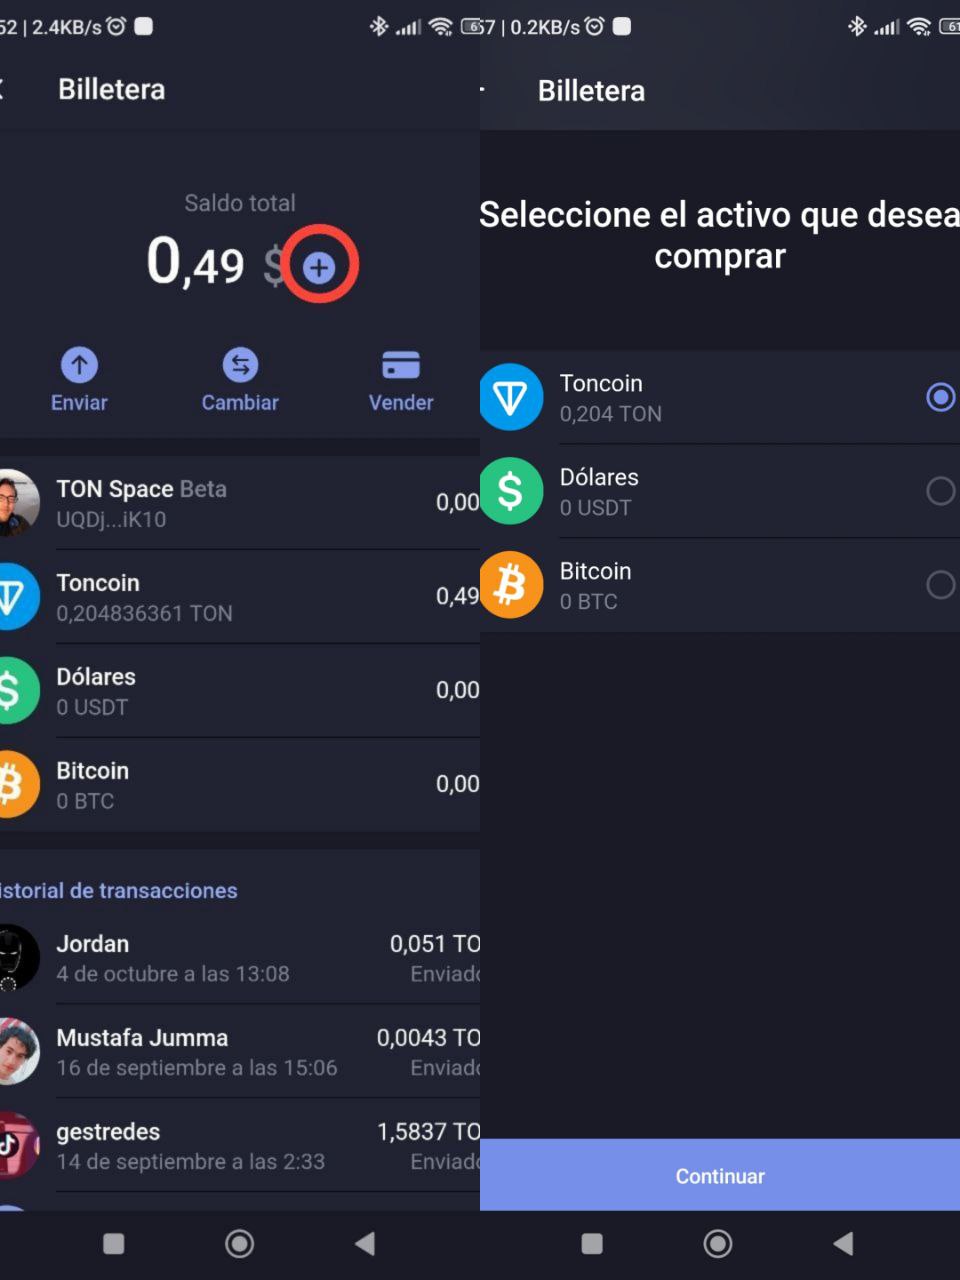 52 | 2.4KB/s
Billetera
Saldo total
0,49 $
Enviar
Cambiar
Vender
TON Space Beta
0,00
UQDj...iK10
Toncoin
0,49
0,204836361 TON
Dólares
0,00
0 USDT
Bitcoin
0,00
0 BTC
istorial de transacciones
Jordan
0,051 TO
4 de octubre a las 13:08
Enviado
Mustafa Jumma
0,0043 TO
16 de septiembre a las 15:06
Enviado
gestredes
1,5837 TO
14 de septiembre a las 2:33
Enviado
57 | 0.2KB/s
61
Billetera
Seleccione el activo que desea
comprar
Toncoin
0,204 TON
Dólares
0 USDT
Bitcoin
0 BTC
Continuar